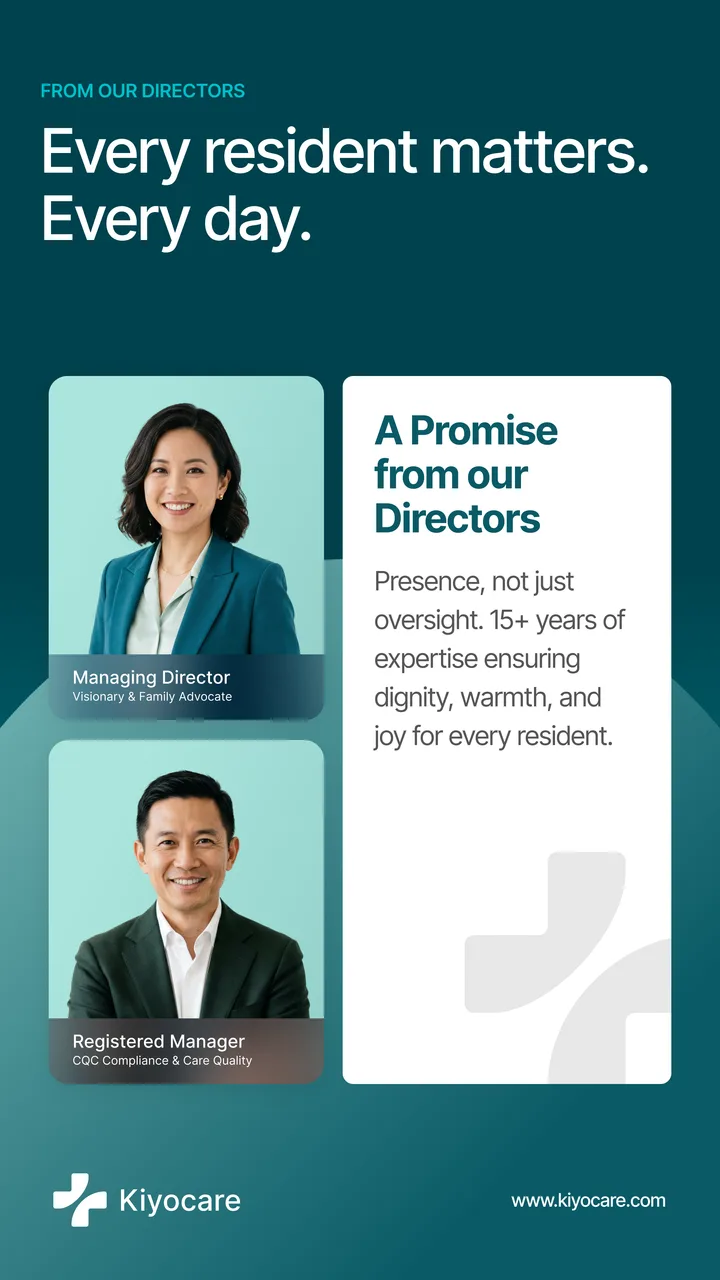 FROM OUR DIRECTORS
Every resident matters.
Every day.
Managing Director
Visionary & Family Advocate
Registered Manager
CQC Compliance & Care Quality
A Promise
from our
Directors
Presence, not just
oversight. 15+ years of
expertise ensuring
dignity, warmth, and
joy for every resident.
Kiyocare
www.kiyocare.com